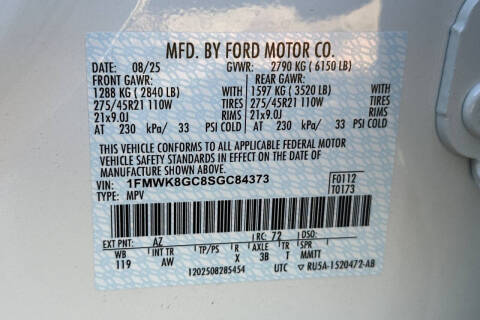 MFD. BY FORD MOTOR CO.
DATE: 08/25 GVWR: 2790 KG ( 6150 LB)
FRONT GAWR: REAR GAWR:
1288 KG ( 2840 LB) WITH 1597 KG ( 3520 LB) WITH
275/45R21 110W TIRES 275/45R21 110W TIRES
21x9.0J RIMS 21x9.0J RIMS
AT 230 kPa/ 33 PSI COLD AT 230 kPa/ 33 PSI COLD
THIS VEHICLE CONFORMS TO ALL APPLICABLE FEDERAL MOTOR
VEHICLE SAFETY STANDARDS IN EFFECT ON THE DATE OF
MANUFACTURE SHOWN ABOVE.
VIN: 1FMWK8GC8SGC84373 F0112
TYPE: MPV T0173
EXT PNT: AZ RC: 72
WB INT TR TP/PS R AXLE TR SPR
119 AW X 3B T MMTT
1202508285454 UTC RU5A-1520472-AB